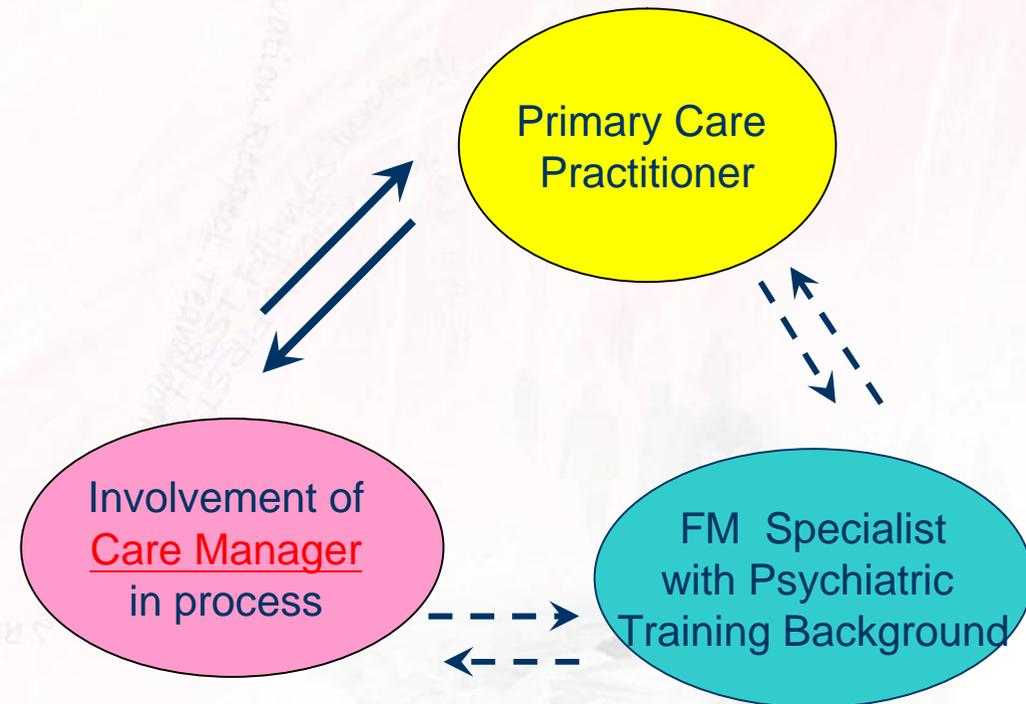 Primary Care
Practitioner
Involvement of
Care Manager
in process
FM Specialist
with Psychiatric
Training Background